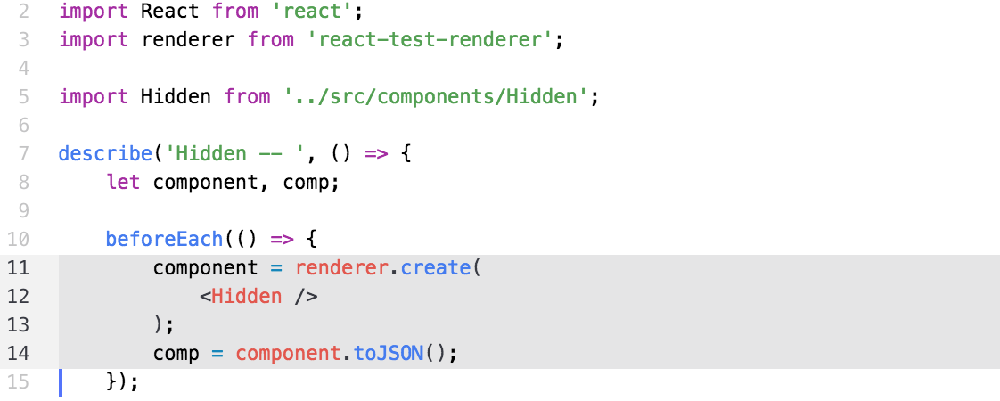 2 import React from 'react';
3 import renderer from 'react-test-renderer';
4
5 import Hidden from '../src/components/Hidden';
6
7 describe('Hidden -- ', () => {
8     let component, comp;
9
10     beforeEach(() => {
11         component = renderer.create(
12             <Hidden />
13         );
14         comp = component.toJSON();
15     });